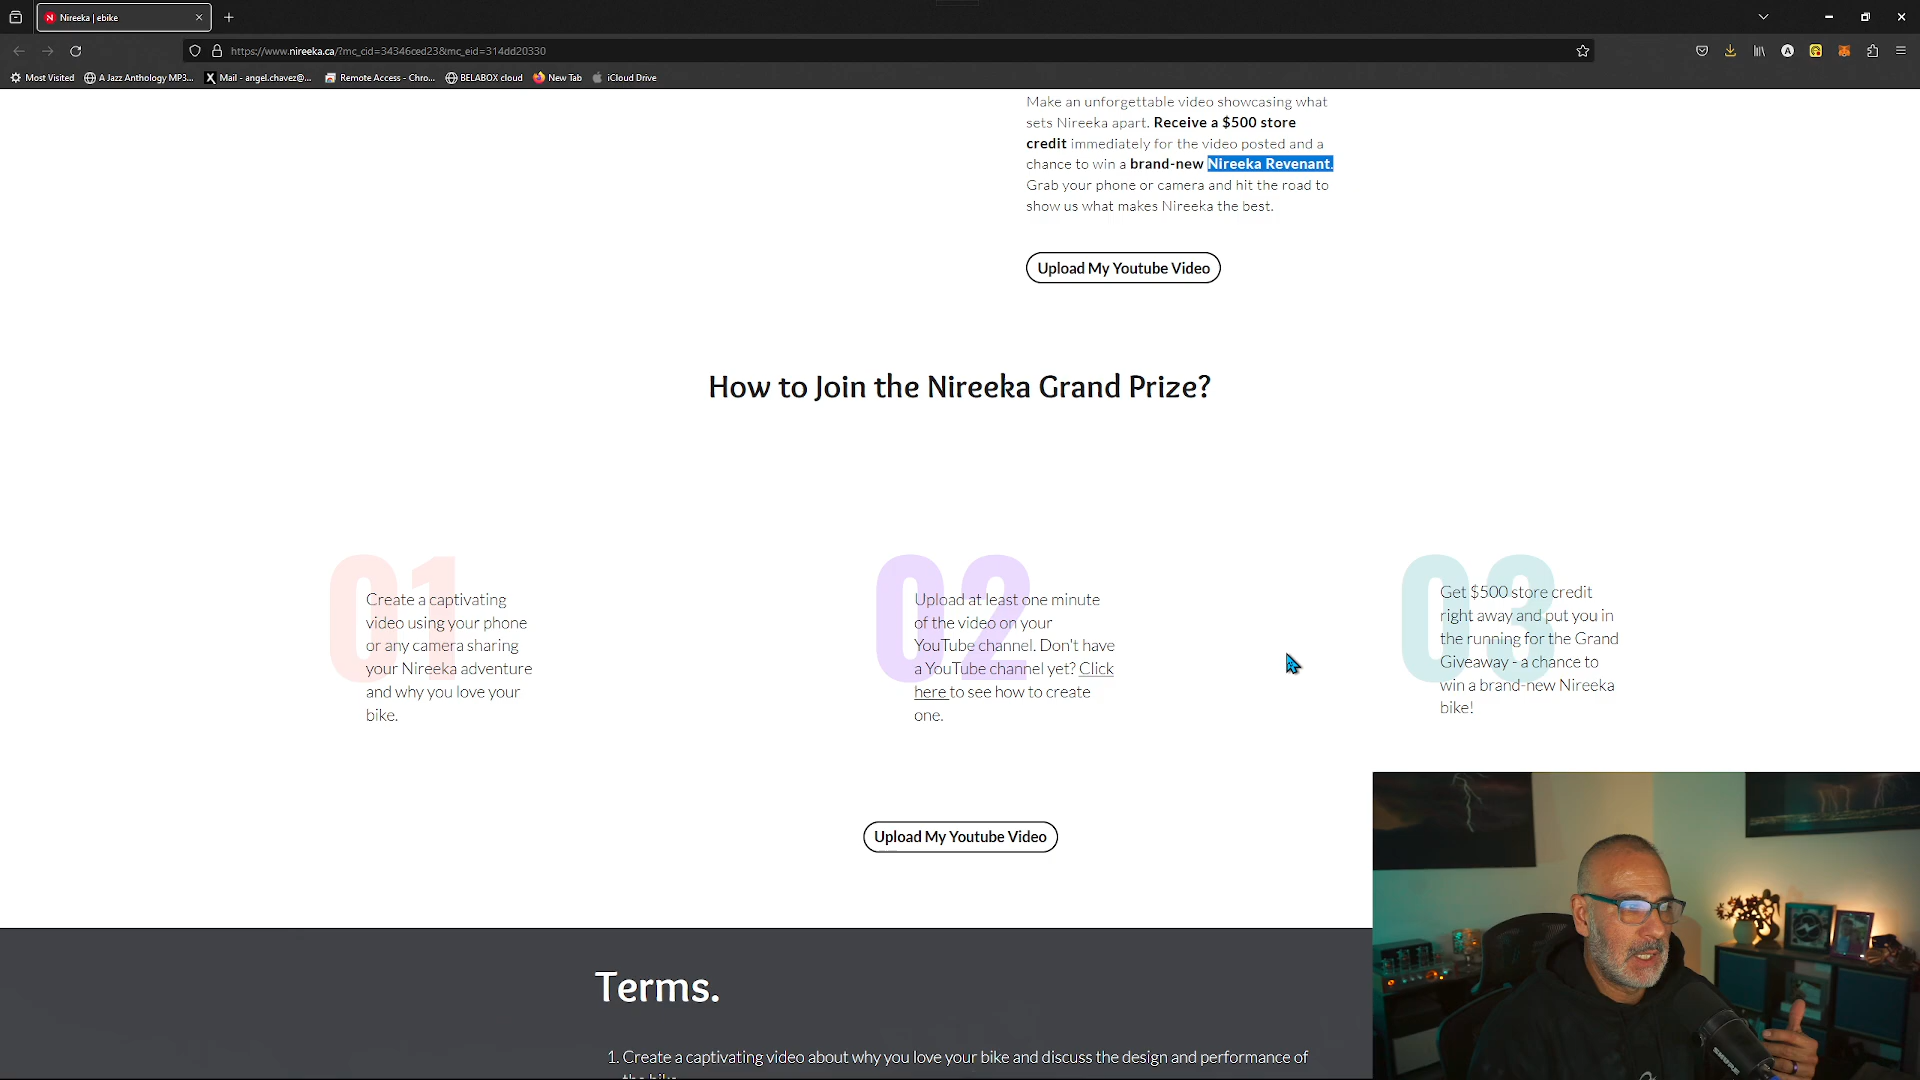 Nireeka | ebike
https://www.nireeka.ca/?mc_cid=34346ced23&mc_eid=314dd20330
Most Visited
A Jazz Anthology MP3...
Mail - angel.chavez@...
Remote Access - Chro...
BELABOX cloud
New Tab
iCloud Drive
Make an unforgettable video showcasing what
sets Nireeka apart. Receive a $500 store
credit immediately for the video posted and a
chance to win a brand-new Nireeka Revenant.
Grab your phone or camera and hit the road to
show us what makes Nireeka the best.
Upload My Youtube Video
How to Join the Nireeka Grand Prize?
01
Create a captivating
video using your phone
or any camera sharing
your Nireeka adventure
and why you love your
bike.
02
Upload at least one minute
of the video on your
YouTube channel. Don't have
a YouTube channel yet? Click
here to see how to create
one.
03
Get $500 store credit
right away and put you in
the running for the Grand
Giveaway - a chance to
win a brand-new Nireeka
bike!
Upload My Youtube Video
Terms.
1. Create a captivating video about why you love your bike and discuss the design and performance of
the bike
SHURE